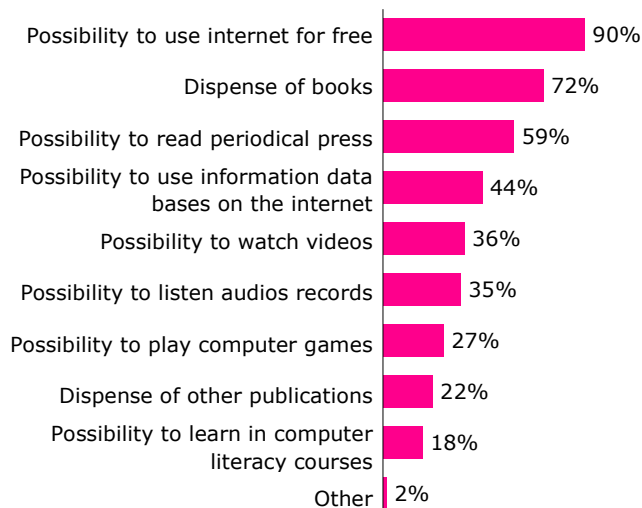 Possibility to use internet for free 90%
Dispense of books 72%
Possibility to read periodical press 59%
Possibility to use information data
bases on the internet 44%
Possibility to watch videos 36%
Possibility to listen audios records 35%
Possibility to play computer games 27%
Dispense of other publications 22%
Possibility to learn in computer
literacy courses 18%
Other 2%